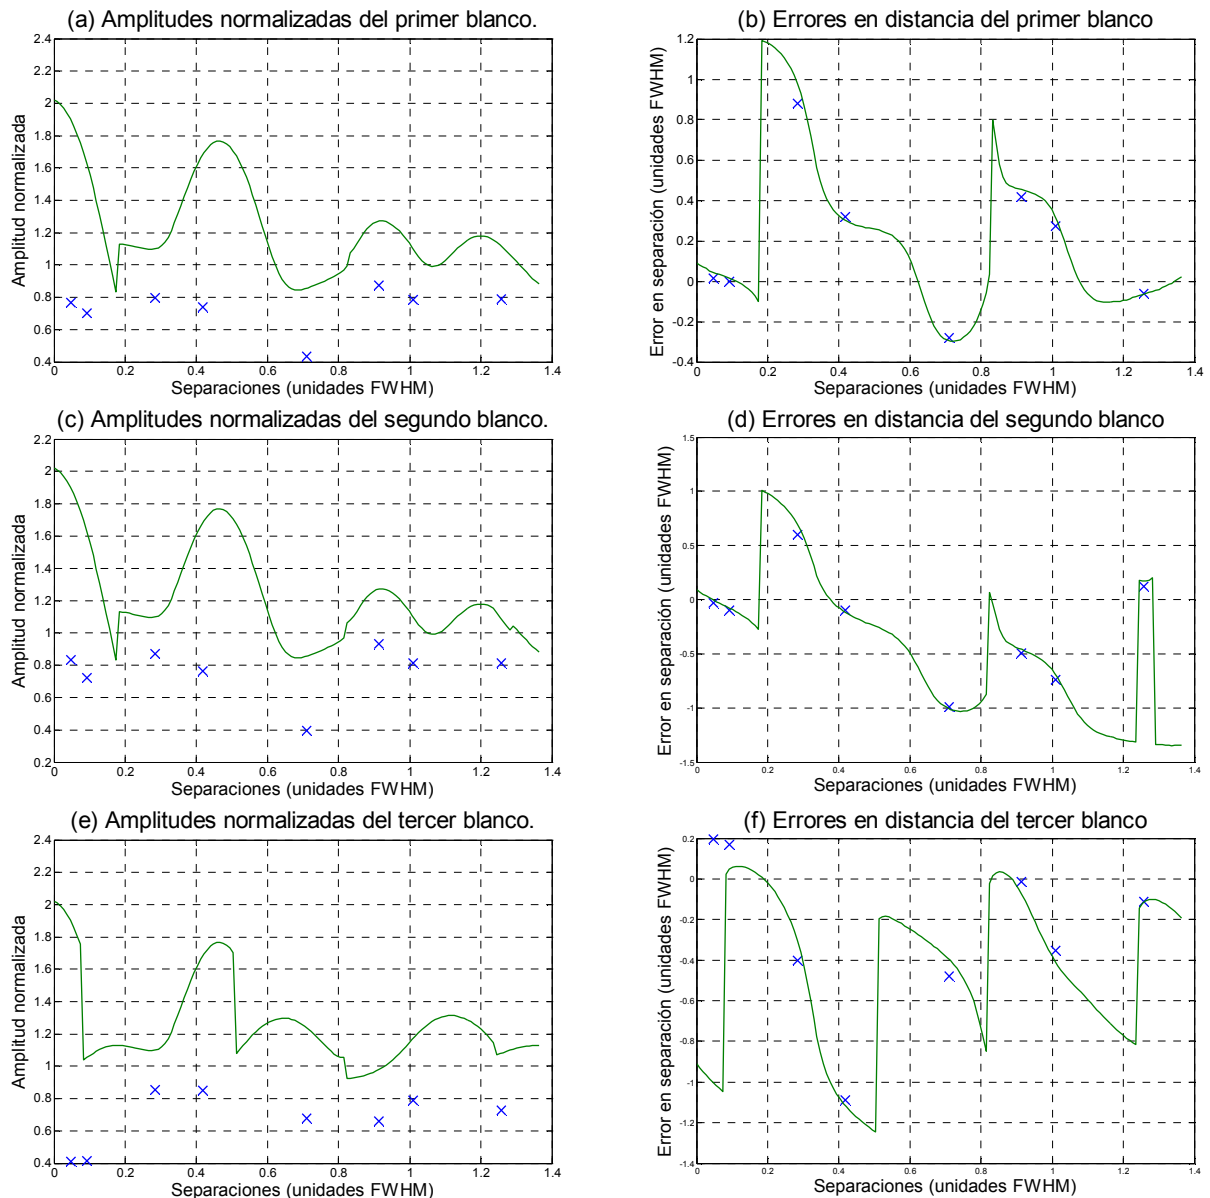 (a) Amplitudes normalizadas del primer blanco.
2.4
2.2
2
1.8
1.6
1.4
1.2
1
0.8
0.6
0.4
0 0.2 0.4 0.6 0.8 1 1.2 1.4
Amplitud normalizada
Separaciones (unidades FWHM)
(b) Errores en distancia del primer blanco
1.2
1
0.8
0.6
0.4
0.2
0
-0.2
-0.4
0 0.2 0.4 0.6 0.8 1 1.2 1.4
Error en separación (unidades FWHM)
Separaciones (unidades FWHM)
(c) Amplitudes normalizadas del segundo blanco.
2.2
2
1.8
1.6
1.4
1.2
1
0.8
0.6
0.4
0.2
0 0.2 0.4 0.6 0.8 1 1.2 1.4
Amplitud normalizada
Separaciones (unidades FWHM)
(d) Errores en distancia del segundo blanco
1.5
1
0.5
0
-0.5
-1
-1.5
0 0.2 0.4 0.6 0.8 1 1.2 1.4
Error en separación (unidades FWHM)
Separaciones (unidades FWHM)
(e) Amplitudes normalizadas del tercer blanco.
2.4
2.2
2
1.8
1.6
1.4
1.2
1
0.8
0.6
0.4
0 0.2 0.4 0.6 0.8 1 1.2 1.4
Amplitud normalizada
Separaciones (unidades FWHM)
(f) Errores en distancia del tercer blanco
0.2
0
-0.2
-0.4
-0.6
-0.8
-1
-1.2
-1.4
0 0.2 0.4 0.6 0.8 1 1.2 1.4
Error en separación (unidades FWHM)
Separaciones (unidades FWHM)